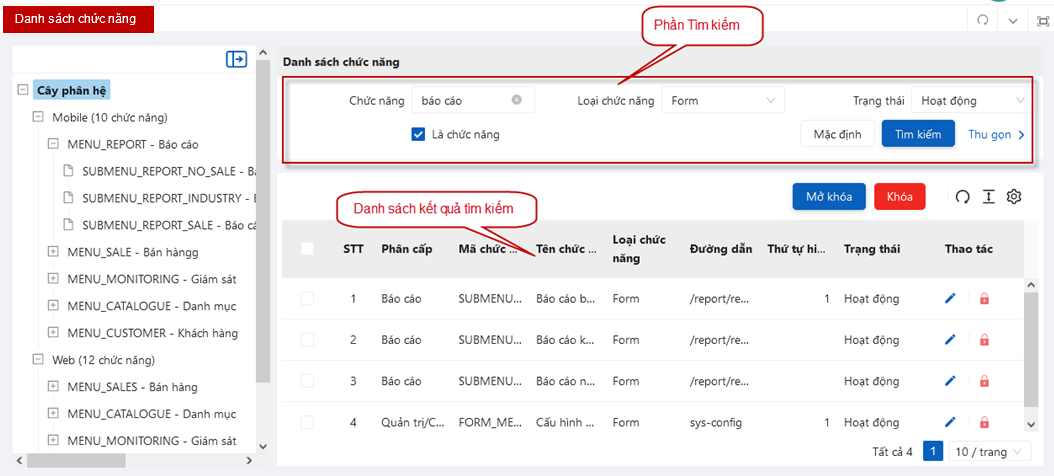 Danh sách chức năng
Phần Tìm kiếm
Cây phân hệ
Mobile (10 chức năng)
MENU_REPORT - Báo cáo
SUBMENU_REPORT_NO_SALE - Bá
SUBMENU_REPORT_INDUSTRY -
SUBMENU_REPORT_SALE - Báo cá
MENU_SALE - Bán hàngg
MENU_MONITORING - Giám sát
MENU_CATALOGUE - Danh mục
MENU_CUSTOMER - Khách hàng
Web (12 chức năng)
MENU_SALES - Bán hàng
MENU_CATALOGUE - Danh mục
MENU_MONITORING - Giám sát
Danh sách chức năng
Chức năng báo cáo Loại chức năng Form Trạng thái Hoạt động
Là chức năng Mặc định Tìm kiếm Thu gọn
Mở khóa Khóa
Danh sách kết quả tìm kiếm
STT Phân cấp Mã chức ... Tên chức ... Loại chức năng Đường dẫn Thứ tự hi... Trạng thái Thao tác
1 Báo cáo SUBMENU... Báo cáo b... Form /report/re... 1 Hoạt động
2 Báo cáo SUBMENU... Báo cáo k... Form /report/re... Hoạt động
3 Báo cáo SUBMENU... Báo cáo n... Form /report/re... Hoạt động
4 Quản trị/C... FORM_ME... Cấu hình ... Form sys-config 1 Hoạt động
Tất cả 4 1 10 / trang